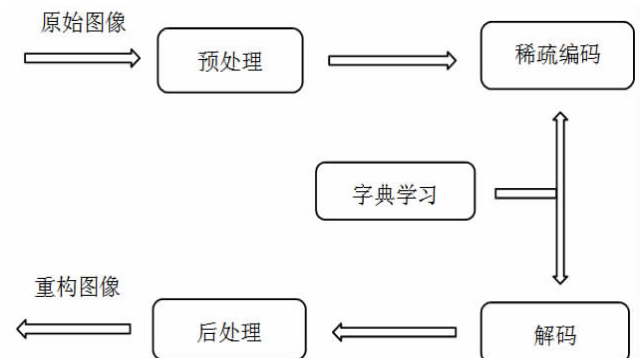 原始图像
预处理
稀疏编码
字典学习
重构图像
后处理
解码